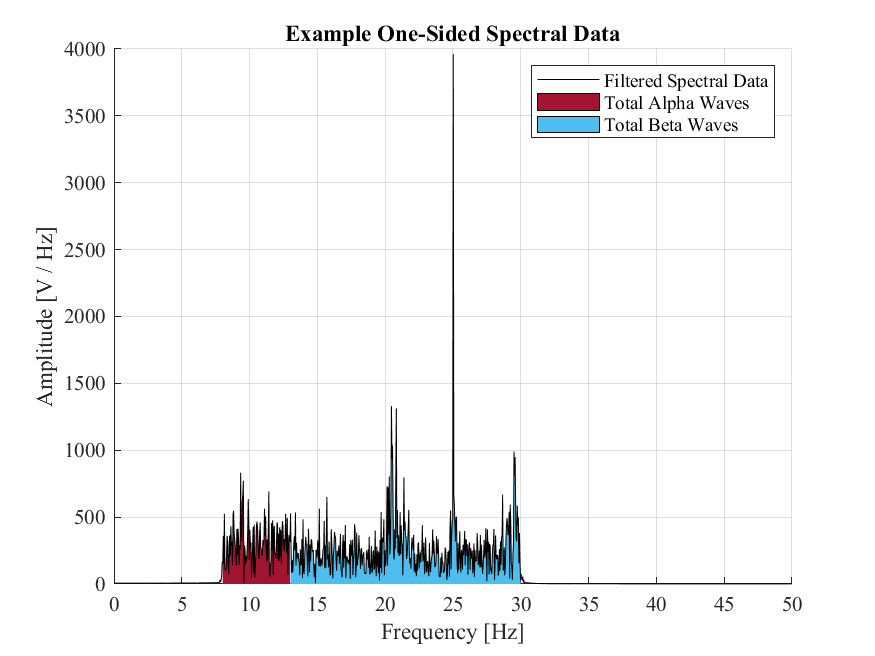 Example One-Sided Spectral Data
4000
3500
3000
2500
2000
1500
1000
500
0
Amplitude [V / Hz]
Filtered Spectral Data
Total Alpha Waves
Total Beta Waves
0 5 10 15 20 25 30 35 40 45 50
Frequency [Hz]